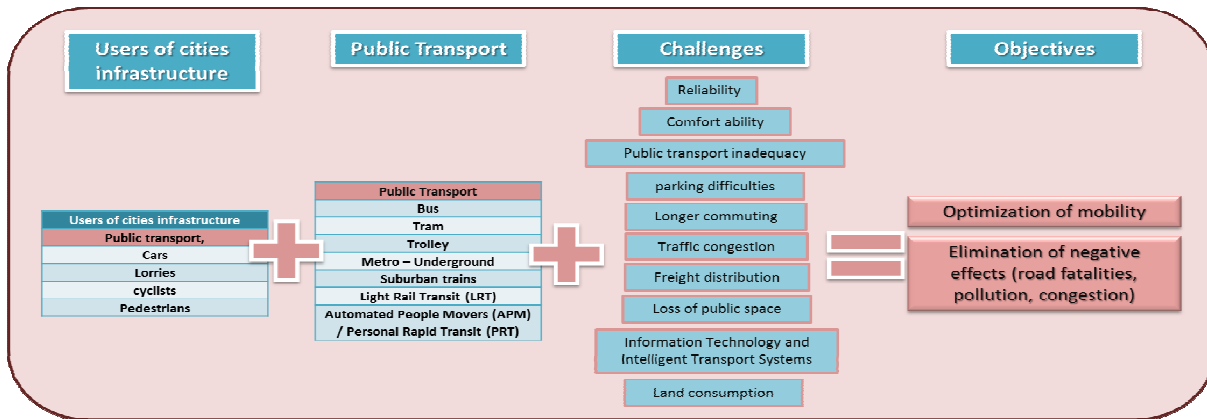 Users of cities
infrastructure
Public Transport
Challenges
Objectives
Users of cities infrastructure
Public transport,
Cars
Lorries
cyclists
Pedestrians
Public Transport
Bus
Tram
Trolley
Metro – Underground
Suburban trains
Light Rail Transit (LRT)
Automated People Movers (APM)
/ Personal Rapid Transit (PRT)
Reliability
Comfort ability
Public transport inadequacy
parking difficulties
Longer commuting
Traffic congestion
Freight distribution
Loss of public space
Information Technology and
Intelligent Transport Systems
Land consumption
Optimization of mobility
Elimination of negative
effects (road fatalities,
pollution, congestion)